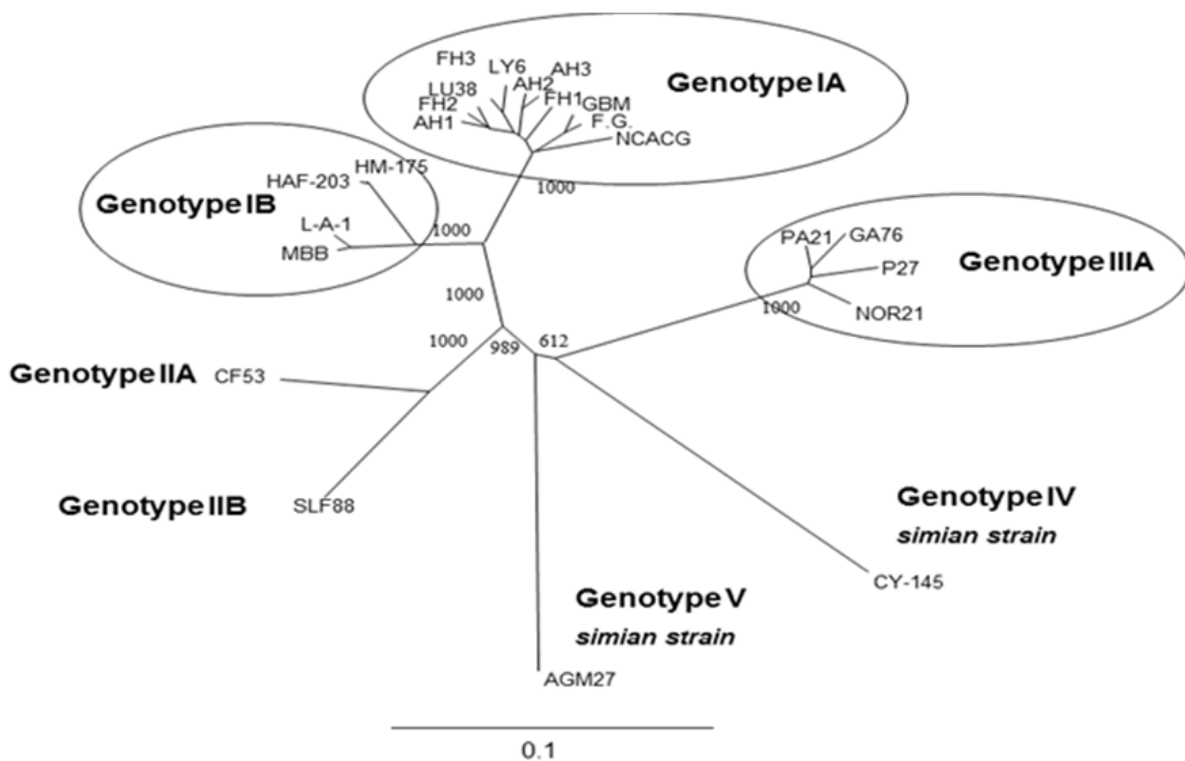 FH3
LY6
AH3
AH2
LU38
FH1
GBM
FH2
F.G.
AH1
NCACG
Genotype IA
1000
HM-175
HAF-203
Genotype IB
L-A-1
MBB
1000
PA21
GA76
P27
NOR21
Genotype IIIA
1000
1000
1000
989
612
Genotype IIA
CF53
Genotype IIB
SLF88
Genotype IV
simian strain
CY-145
Genotype V
simian strain
AGM27
0.1